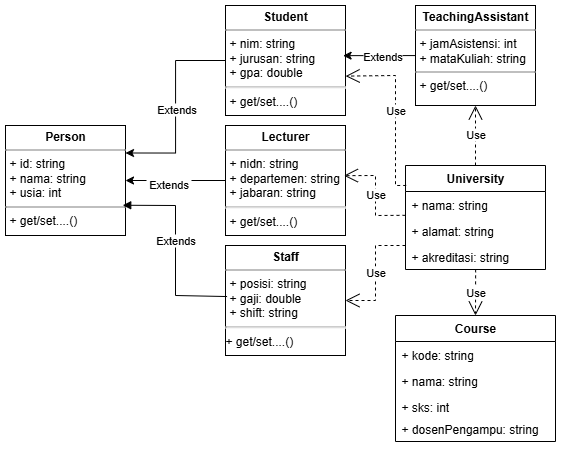 Student
+ nim: string
+ jurusan: string
+ gpa: double
+ get/set....()
TeachingAssistant
+ jamAsistensi: int
+ mataKuliah: string
+ get/set....()
Extends
Extends
Use
Use
Person
+ id: string
+ nama: string
+ usia: int
+ get/set....()
Lecturer
+ nidn: string
+ departemen: string
+ jabaran: string
+ get/set....()
Extends
Use
University
+ nama: string
+ alamat: string
+ akreditasi: string
Extends
Staff
+ posisi: string
+ gaji: double
+ shift: string
+ get/set....()
Use
Use
Course
+ kode: string
+ nama: string
+ sks: int
+ dosenPengampu: string